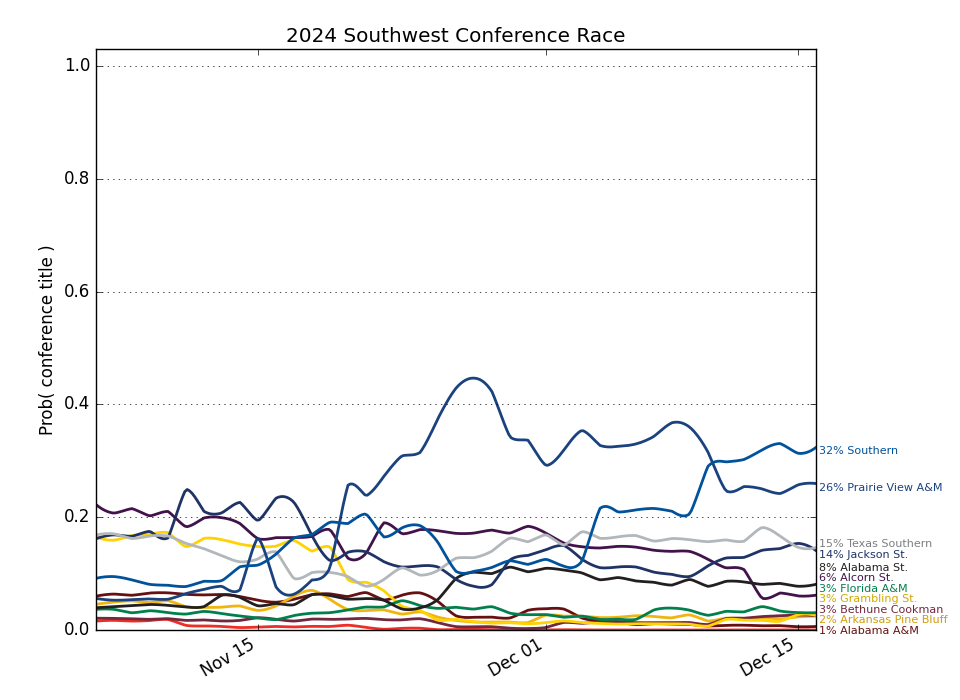 2024 Southwest Conference Race
Prob( conference title )
1.0
0.8
0.6
0.4
0.2
0.0
Nov 15
Dec 01
Dec 15
32% Southern
26% Prairie View A&M
15% Texas Southern
14% Jackson St.
8% Alabama St.
6% Alcorn St.
3% Florida A&M
3% Grambling St.
3% Bethune Cookman
2% Arkansas Pine Bluff
1% Alabama A&M